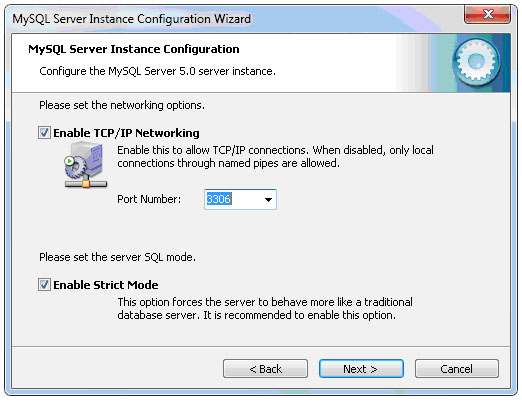 MySQL Server Instance Configuration Wizard
MySQL Server Instance Configuration
Configure the MySQL Server 5.0 server instance.
Please set the networking options.
Enable TCP/IP Networking
Enable this to allow TCP/IP connections. When disabled, only local
connections through named pipes are allowed.
Port Number: 3306
Please set the server SQL mode.
Enable Strict Mode
This option forces the server to behave more like a traditional
database server. It is recommended to enable this option.
< Back Next > Cancel